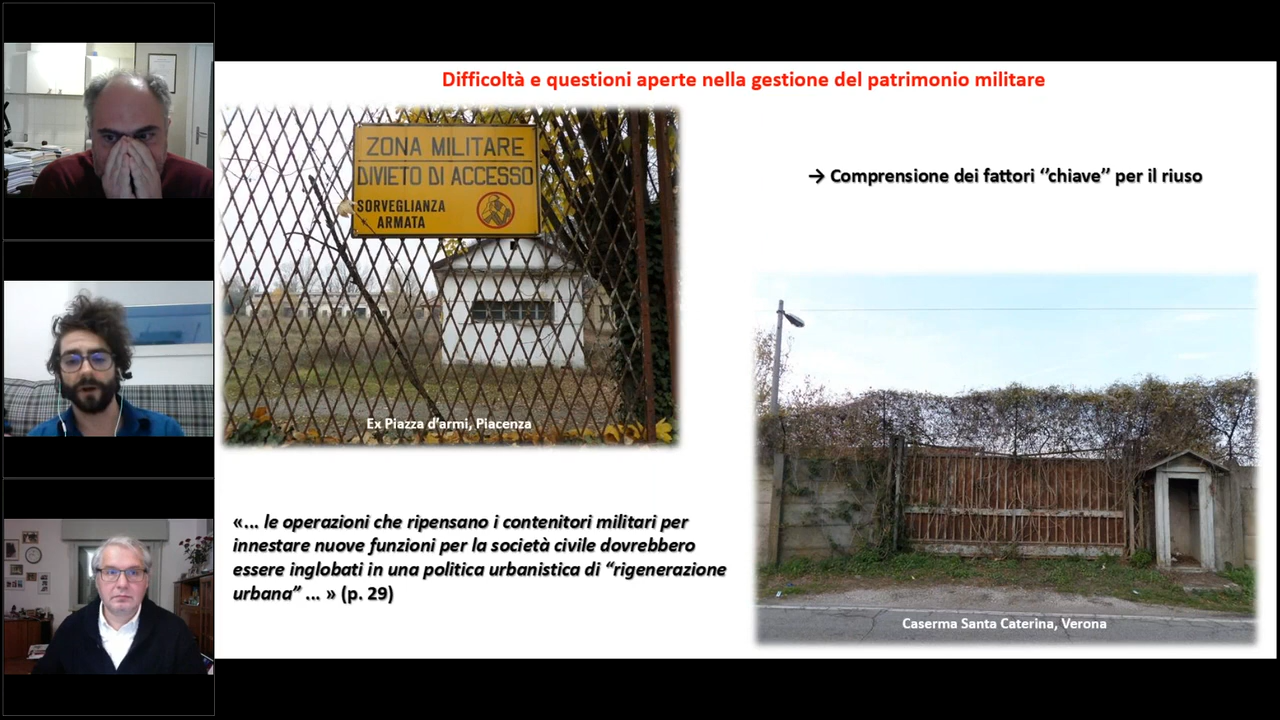 Difficoltà e questioni aperte nella gestione del patrimonio militare
ZONA MILITARE
DIVIETO DI ACCESSO
SORVEGLIANZA
ARMATA
Ex Piazza d’armi, Piacenza
→ Comprensione dei fattori ‘’chiave’’ per il riuso
«... le operazioni che ripensano i contenitori militari per
innestare nuove funzioni per la società civile dovrebbero
essere inglobati in una politica urbanistica di “rigenerazione
urbana” ... » (p. 29)
Caserma Santa Caterina, Verona